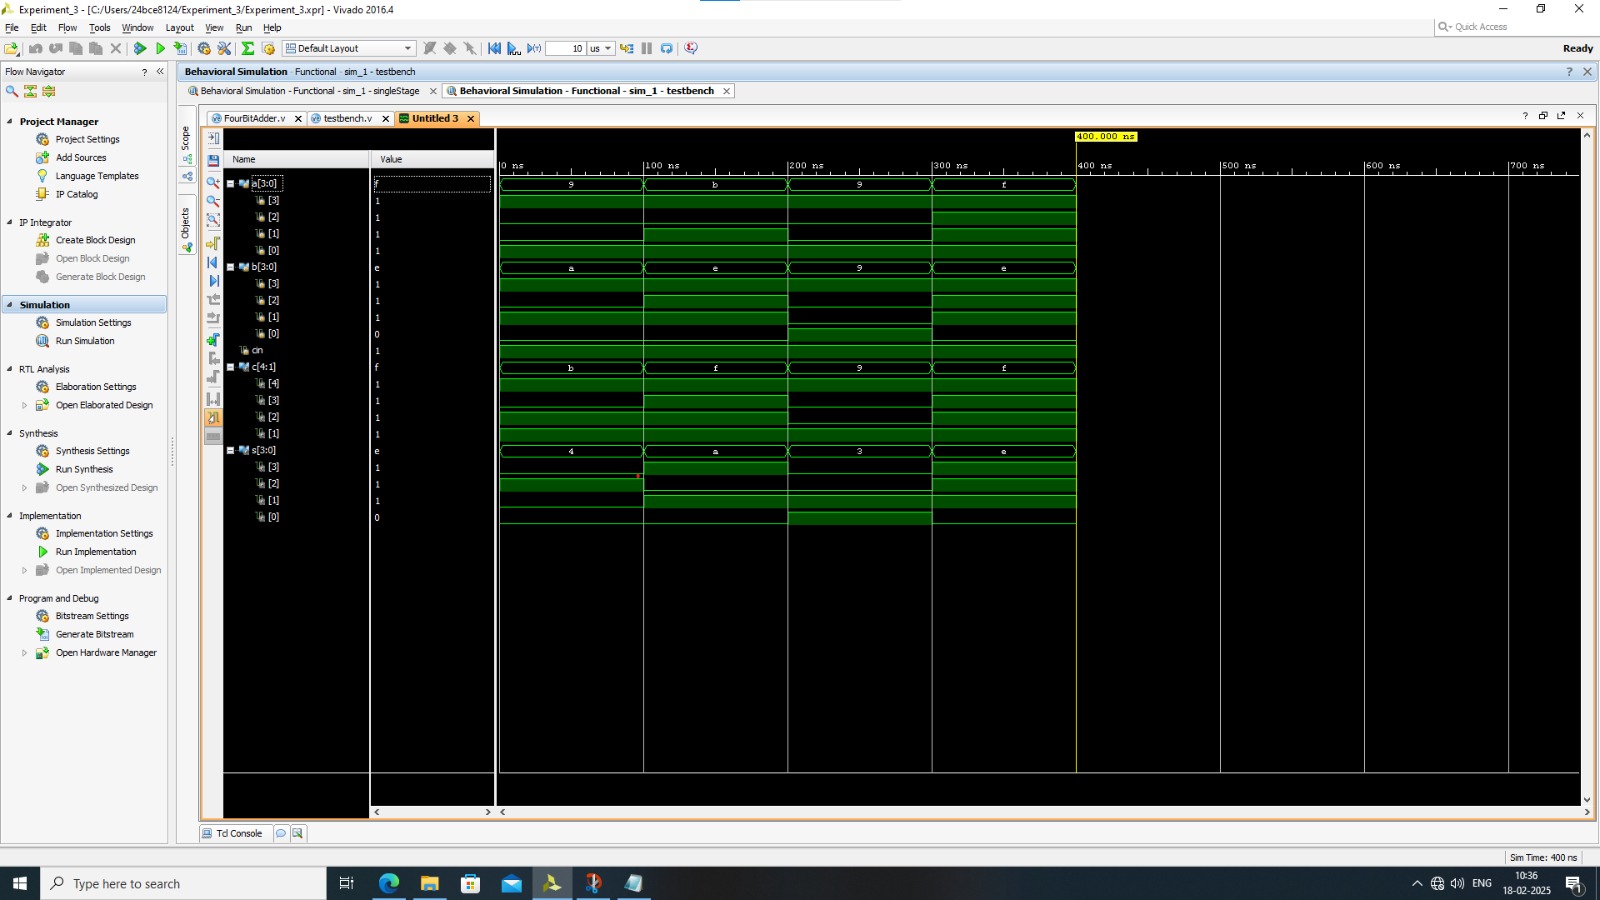 Experiment_3 - [C:/Users/24bce8124/Experiment_3/Experiment_3.xpr] - Vivado 2016.4
File Edit Flow Tools Window Layout View Run Help
Quick Access
Default Layout
10 us
Ready
Flow Navigator
Behavioral Simulation - Functional - sim_1 - testbench
Behavioral Simulation - Functional - sim_1 - singleStage
Behavioral Simulation - Functional - sim_1 - testbench
FourBitAdder.v
testbench.v
Untitled 3
Project Manager
Project Settings
Add Sources
Language Templates
IP Catalog
IP Integrator
Create Block Design
Open Block Design
Generate Block Design
Simulation
Simulation Settings
Run Simulation
RTL Analysis
Elaboration Settings
Open Elaborated Design
Synthesis
Synthesis Settings
Run Synthesis
Open Synthesized Design
Implementation
Implementation Settings
Run Implementation
Open Implemented Design
Program and Debug
Bitstream Settings
Generate Bitstream
Open Hardware Manager
Scope
Objects
400.000 ns
Name Value
0 ns 100 ns 200 ns 300 ns 400 ns 500 ns 600 ns 700 ns
a[3:0] f 9 b 9 f
[3] 1
[2] 1
[1] 1
[0] 1
b[3:0] e a e 9 e
[3] 1
[2] 1
[1] 1
[0] 0
cin 1
c[4:1] f b f 9 f
[4] 1
[3] 1
[2] 1
[1] 1
s[3:0] e 4 a 3 e
[3] 1
[2] 1
[1] 1
[0] 0
Tcl Console
Sim Time: 400 ns
Type here to search
ENG
10:36
18-02-2025
1